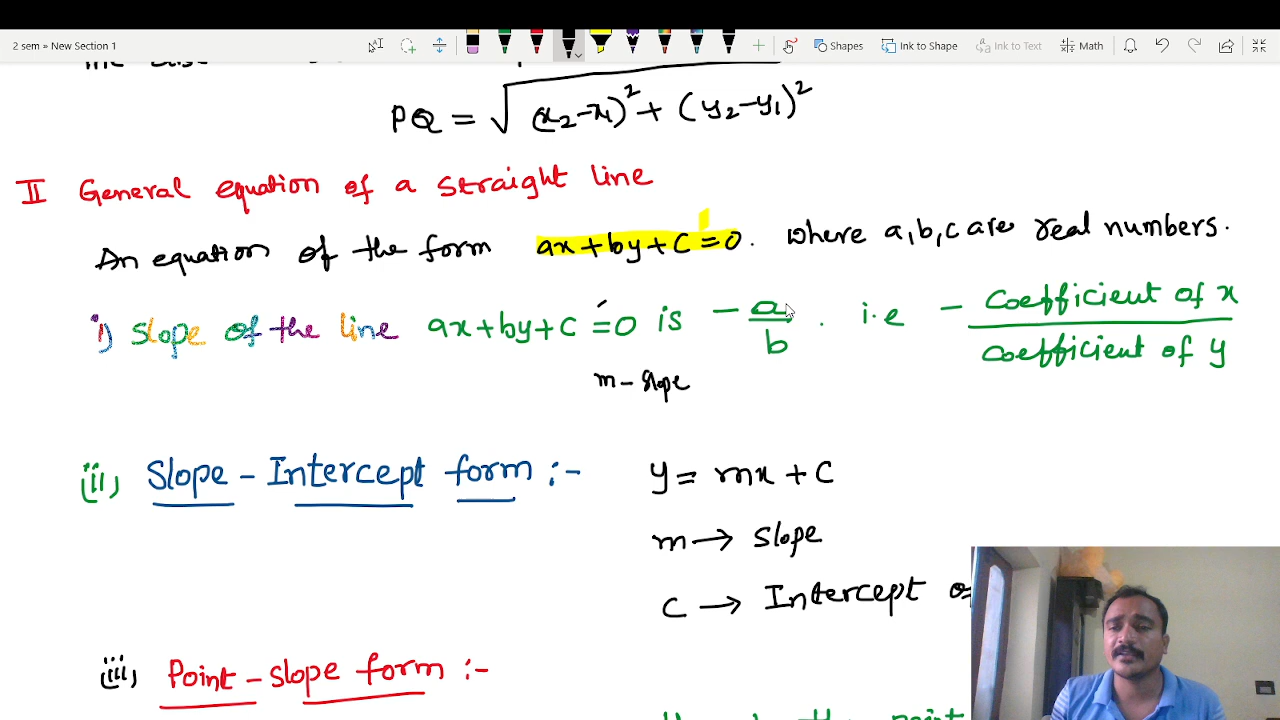 2 sem » New Section 1
Shapes Ink to Shape Ink to Text Math
PQ = √(x₂-x₁)² + (y₂-y₁)²
II General equation of a straight line
An equation of the form ax+by+c=0. where a,b,c are real numbers.
i) slope of the line ax+by+c=0 is -a/b. i.e - coefficient of x / coefficient of y
m - slope
(ii) Slope - Intercept form :- y = mx + c
m → slope
c → Intercept
(iii) Point - slope form :-
the point